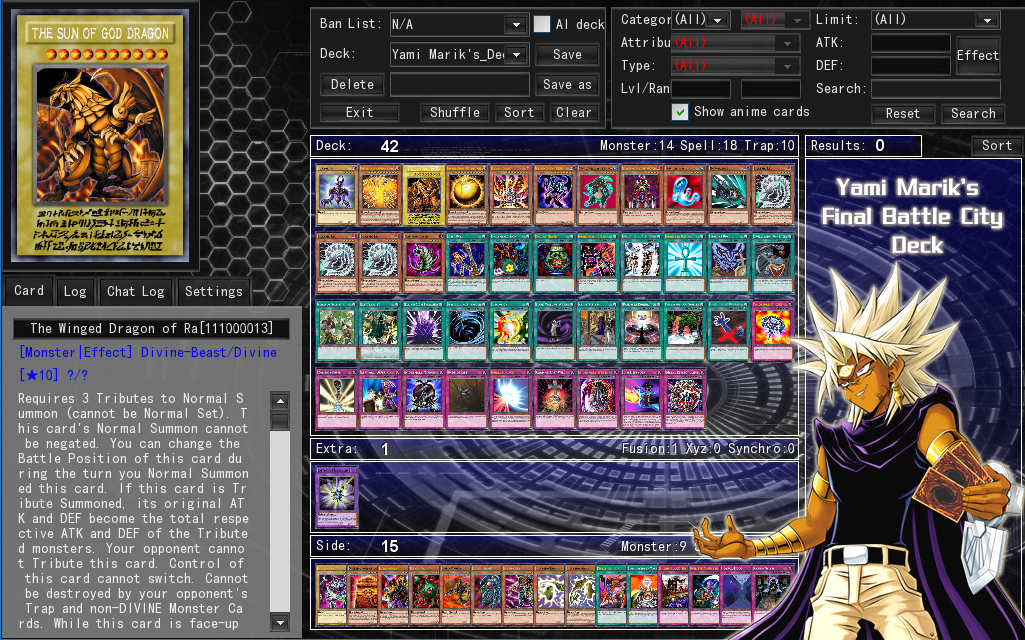 THE SUN OF GOD DRAGON
Card
Log
Chat Log
Settings
The Winged Dragon of Ra[111000013]
[Monster|Effect] Divine-Beast/Divine
[★10] ?/?
Requires 3 Tributes to Normal S
ummon (cannot be Normal Set). T
his card's Normal Summon cannot
be negated. You can change the
Battle Position of this card du
ring the turn you Normal Summon
ed this card. If this card is Tr
ibute Summoned, its original AT
K and DEF become the total respe
ctive ATK and DEF of the Tribute
d monsters. Your opponent canno
t Tribute this card. Control of
this card cannot switch. Cannot
be destroyed by your opponent's
Trap and non-DIVINE Monster Ca
rds. While this card is face-up
Ban List:
N/A
AI deck
Deck:
Yami Marik's_De
Save
Delete
Save as
Exit
Shuffle
Sort
Clear
Categor
(All)
(All)
Limit:
(All)
Attribu
(All)
ATK:
Effect
Type:
(All)
DEF:
Lvl/Ran
Search:
Show anime cards
Reset
Search
Deck:
42
Monster:14 Spell:18 Trap:10
Results:
0
Sort
Yami Marik's
Final Battle City
Deck
Extra:
1
Fusion:1 Xyz:0 Synchro:0
Side:
15
Monster:9